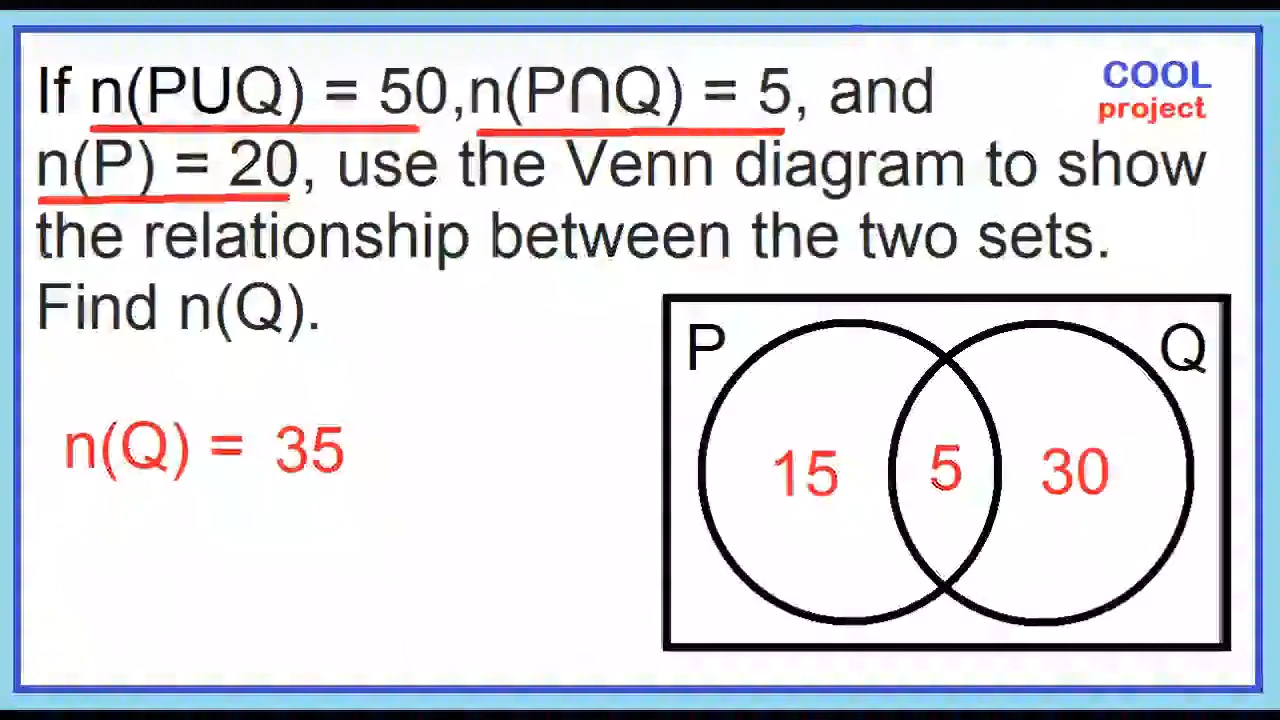 If n(P∪Q) = 50,n(P∩Q) = 5, and
n(P) = 20, use the Venn diagram to show
the relationship between the two sets.
Find n(Q).
COOL
project
n(Q) = 35
P
Q
15
5
30